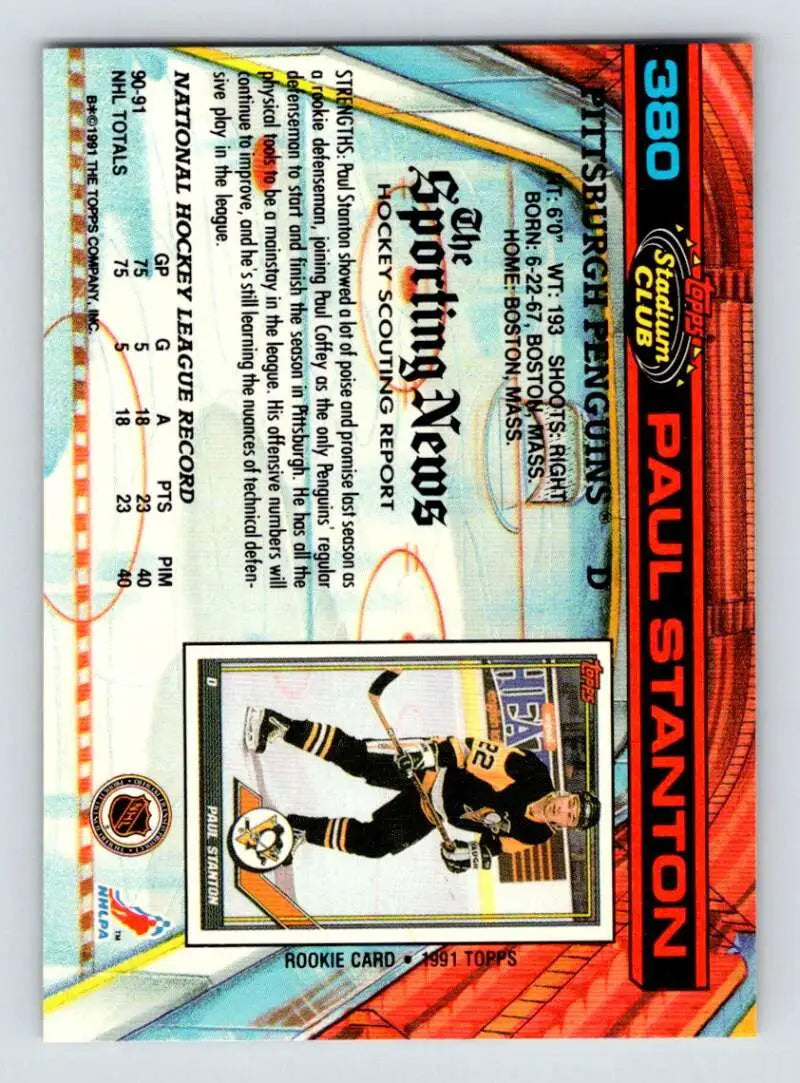 380
Topps
Stadium
CLUB
PAUL STANTON
PITTSBURGH PENGUINS® D
HT: 6'0" WT: 193 SHOOTS: RIGHT
BORN: 6-22-67, BOSTON, MASS.
HOME: BOSTON, MASS.
The
Sporting News
HOCKEY SCOUTING REPORT
STRENGTHS: Paul Stanton showed a lot of poise and promise last season as
a rookie defenseman, joining Paul Coffey as the only Penguins' regular
defenseman to start and finish the season in Pittsburgh. He has all the
physical tools to be a mainstay in the league. His offensive numbers will
continue to improve, and he's still learning the nuances of technical defen-
sive play in the league.
NATIONAL HOCKEY LEAGUE RECORD
GP G A PTS PIM
90-91 75 5 18 23 40
NHL TOTALS 75 5 18 23 40
B*©1991 THE TOPPS COMPANY, INC.
Topps
HEA
22
D
PAUL STANTON
ROOKIE CARD • 1991 TOPPS
NHL
NHLPA™